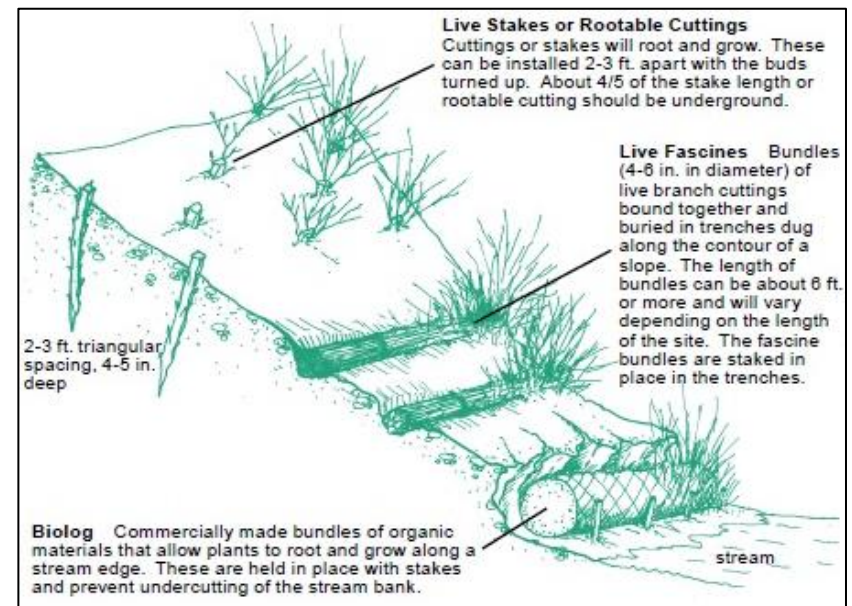 Live Stakes or Rootable Cuttings
Cuttings or stakes will root and grow. These
can be installed 2-3 ft. apart with the buds
turned up. About 4/5 of the stake length or
rootable cutting should be underground.
Live Fascines Bundles
(4-6 in. in diameter) of
live branch cuttings
bound together and
buried in trenches dug
along the contour of a
slope. The length of
bundles can be about 6 ft.
or more and will vary
depending on the length
of the site. The fascine
bundles are staked in
place in the trenches.
2-3 ft. triangular
spacing, 4-5 in.
deep
Biolog Commercially made bundles of organic
materials that allow plants to root and grow along a
stream edge. These are held in place with stakes
and prevent undercutting of the stream bank.
stream